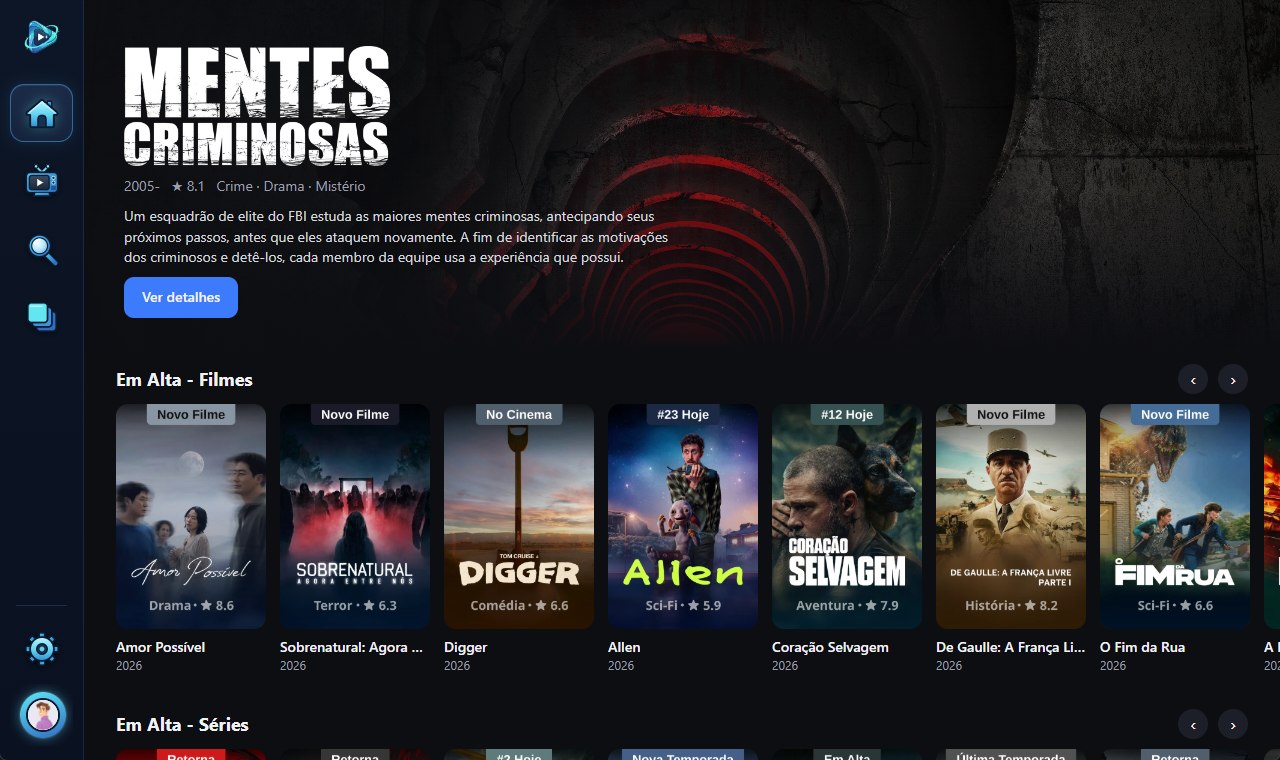 MENTES
CRIMINOSAS
2005- ★ 8.1 Crime · Drama · Mistério
Um esquadrão de elite do FBI estuda as maiores mentes criminosas, antecipando seus
próximos passos, antes que eles ataquem novamente. A fim de identificar as motivações
dos criminosos e detê-los, cada membro da equipe usa a experiência que possui.
Ver detalhes
Em Alta - Filmes
‹ ›
Novo Filme
Amor Possível
Drama · ★ 8.6
Amor Possível
2026
Novo Filme
SOBRENATURAL
AGORA ENTRE NÓS
Terror · ★ 6.3
Sobrenatural: Agora ...
2026
No Cinema
TOM CRUISE
DIGGER
Comédia · ★ 6.6
Digger
2026
#23 Hoje
Allen
Sci-Fi · ★ 5.9
Allen
2026
#12 Hoje
CORAÇÃO
SELVAGEM
Aventura · ★ 7.9
Coração Selvagem
2026
Novo Filme
DE GAULLE: A FRANÇA LIVRE
PARTE I
História · ★ 8.2
De Gaulle: A França Li...
2026
Novo Filme
O FIM DA RUA
Sci-Fi · ★ 6.6
O Fim da Rua
2026
Em Alta - Séries
‹ ›
Retorna
Retorna
#2 Hoje
Nova Temporada
Em Alta
Última Temporada
Retorna